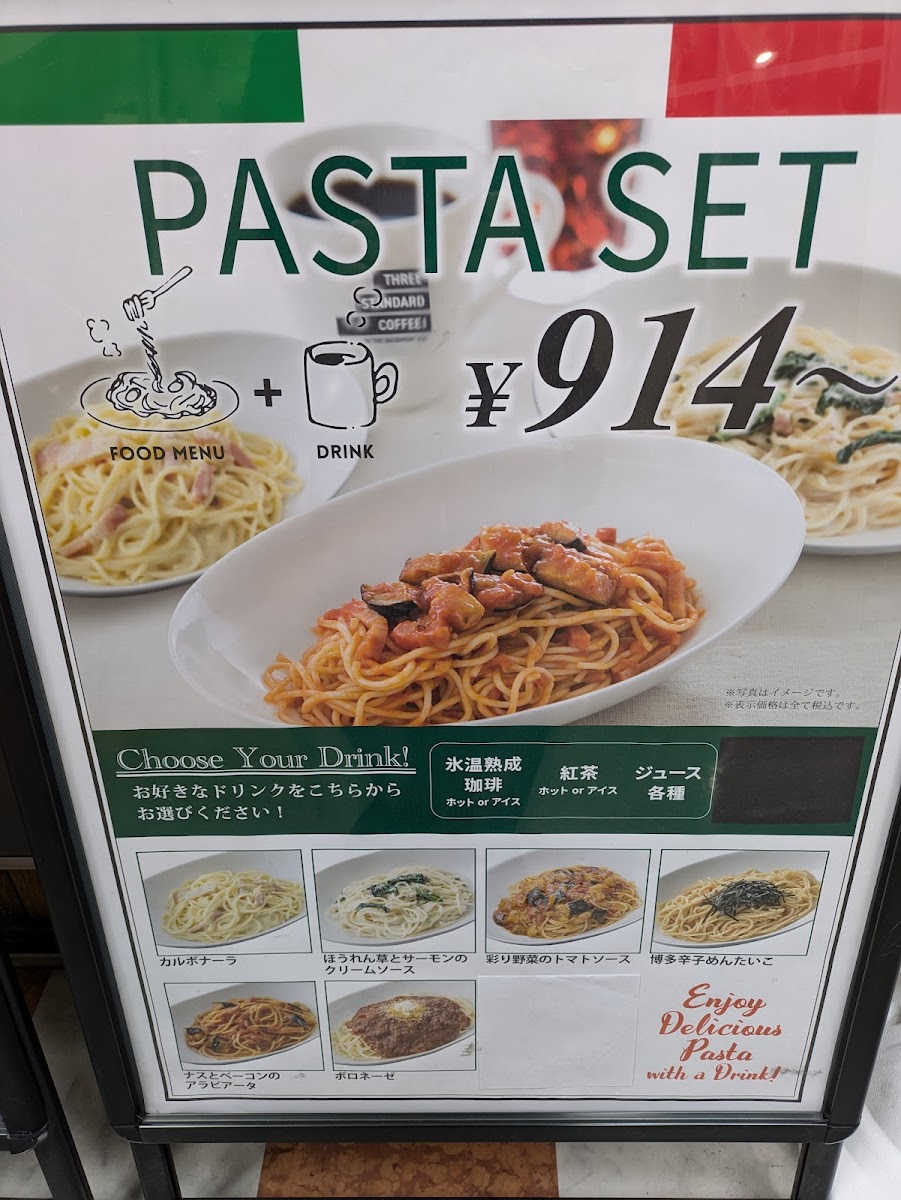 PASTA SET
THREE
STANDARD
COFFEE!
¥914~
FOOD MENU
+
DRINK
※写真はイメージです。
※表示価格は全て税込です。
Choose Your Drink!
お好きなドリンクをこちらから
お選びください！
氷温熟成
珈琲
ホット or アイス
紅茶
ホット or アイス
ジュース
各種
カルボナーラ
ほうれん草とサーモンの
クリームソース
彩り野菜のトマトソース
博多辛子めんたいこ
ナスとベーコンの
アラビアータ
ボロネーゼ
Enjoy
Delicious
Pasta
with a Drink!